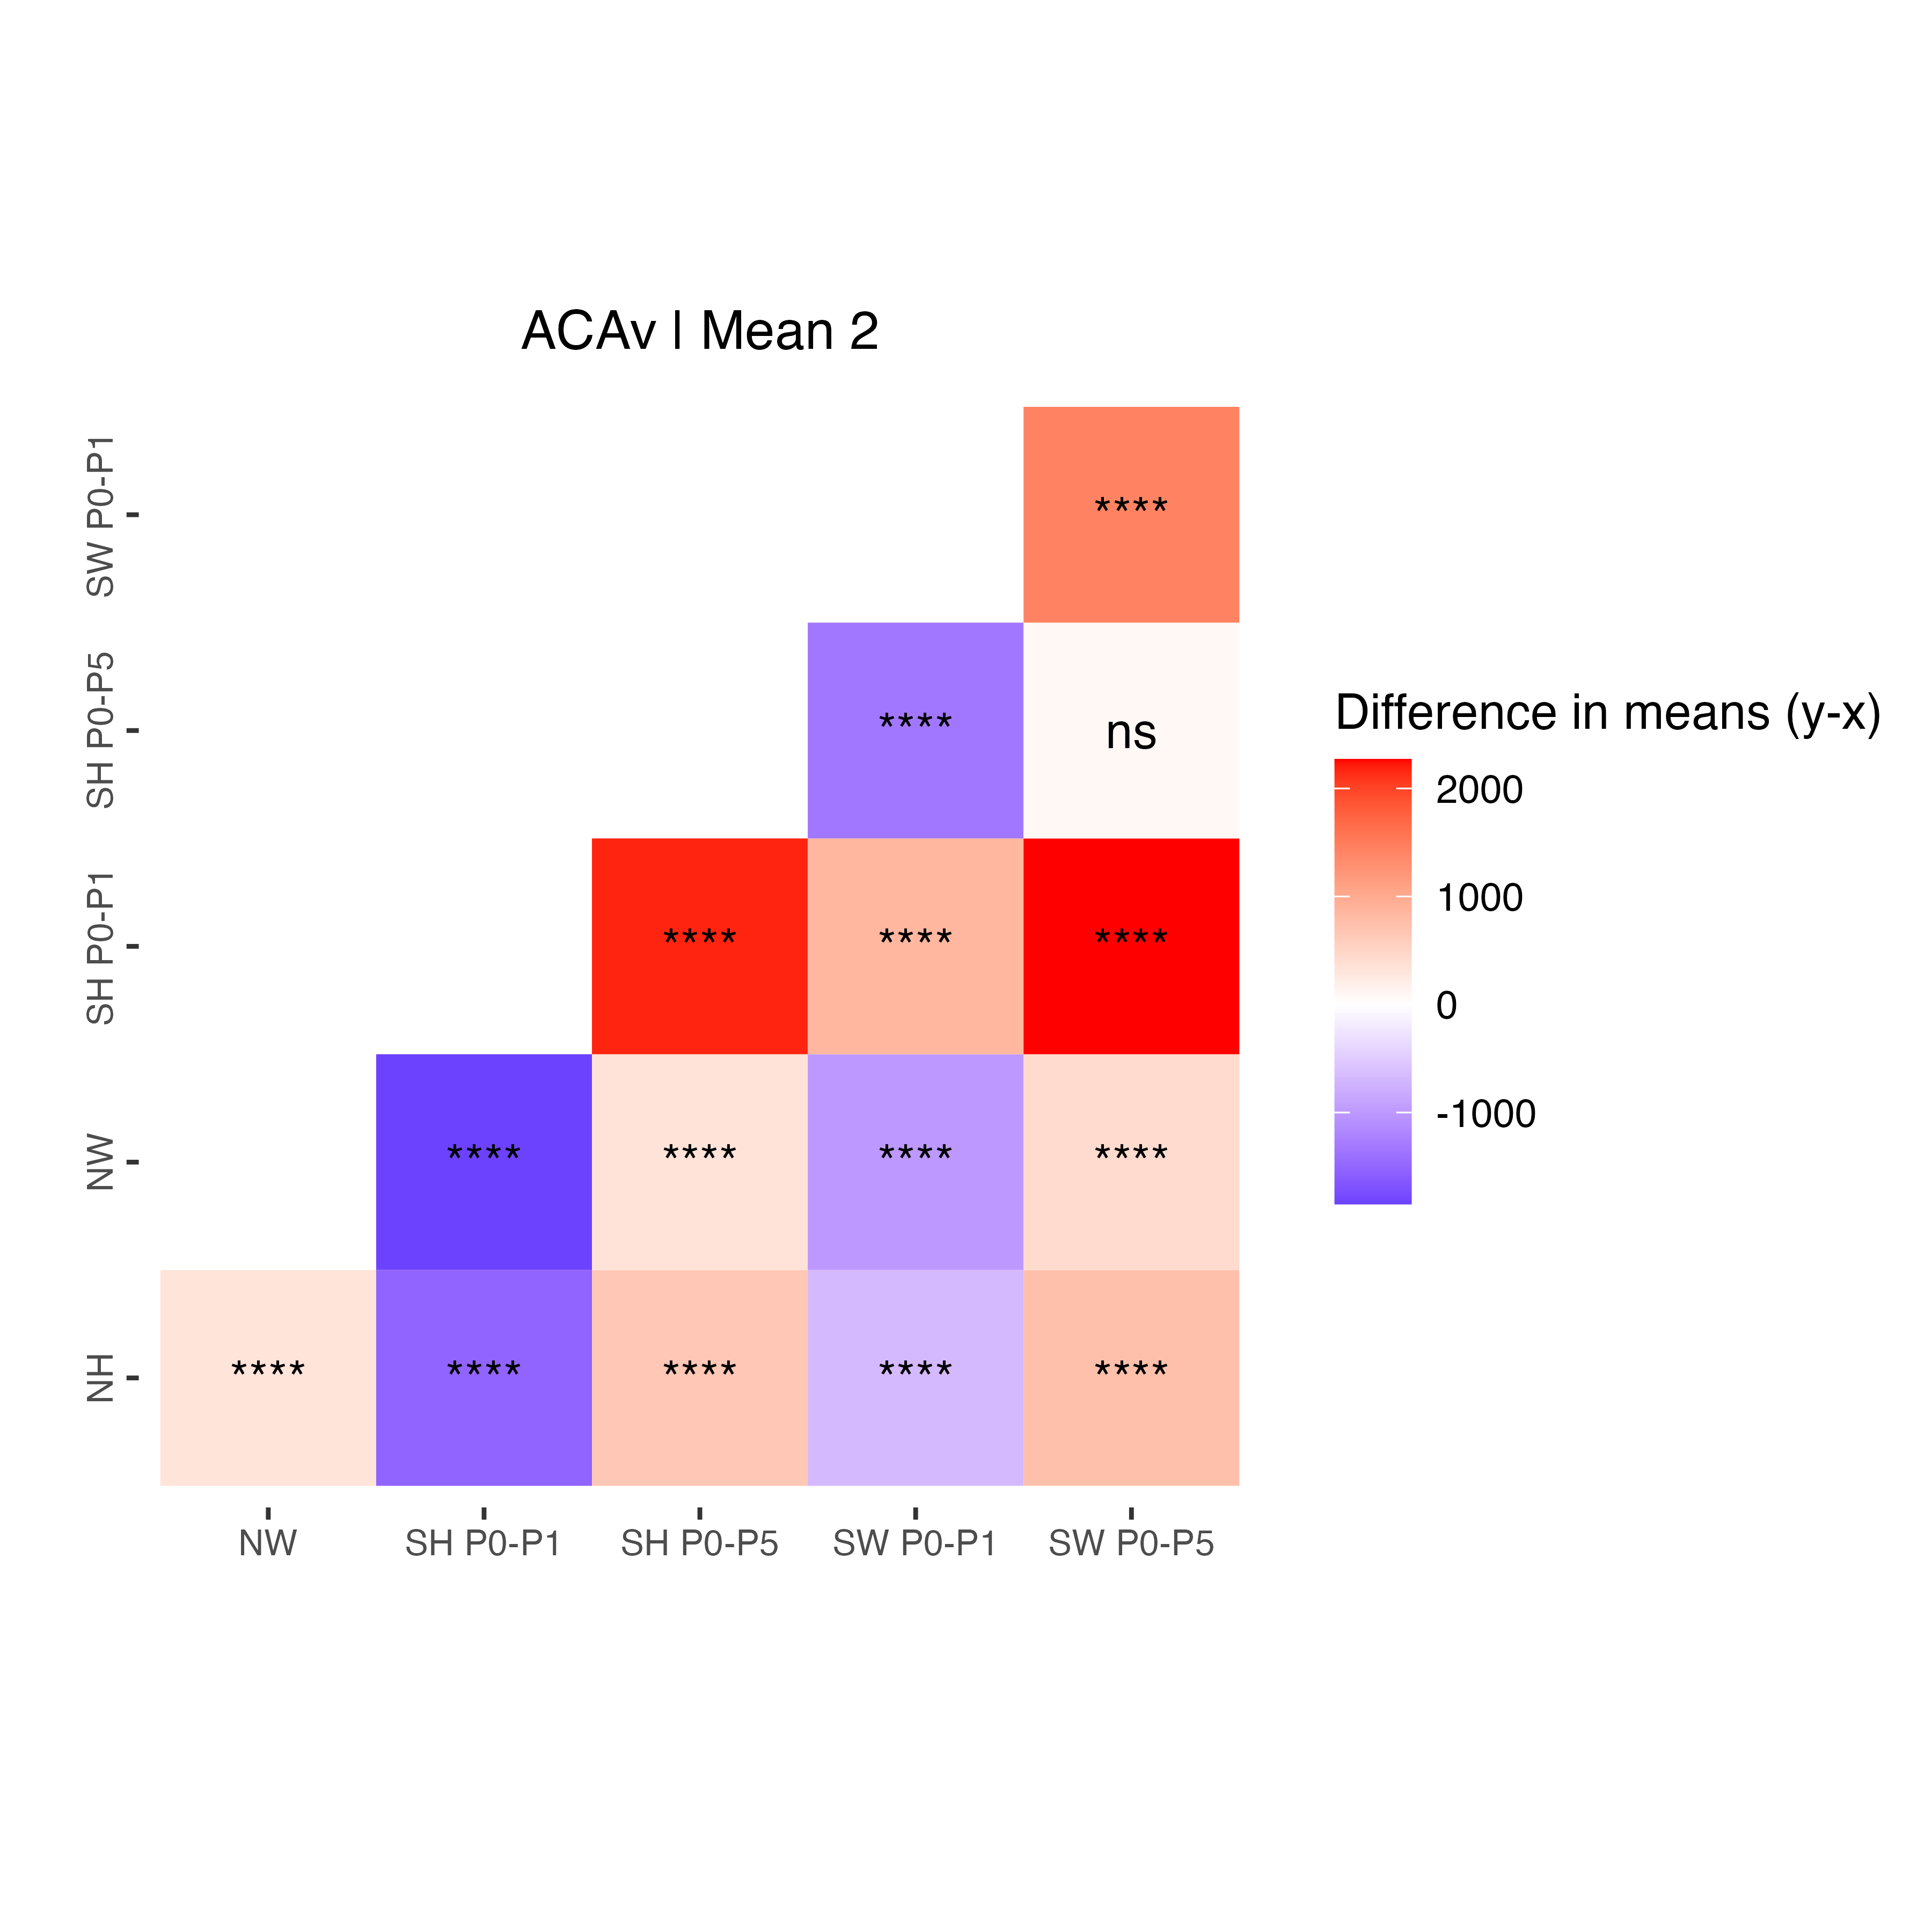 ACAv | Mean 2
SW P0-P1
****
SH P0-P5
**** ns
SH P0-P1
**** **** ****
NW
**** **** **** ****
NH
**** **** **** **** ****
NW SH P0-P1 SH P0-P5 SW P0-P1 SW P0-P5
Difference in means (y-x)
2000
1000
0
-1000